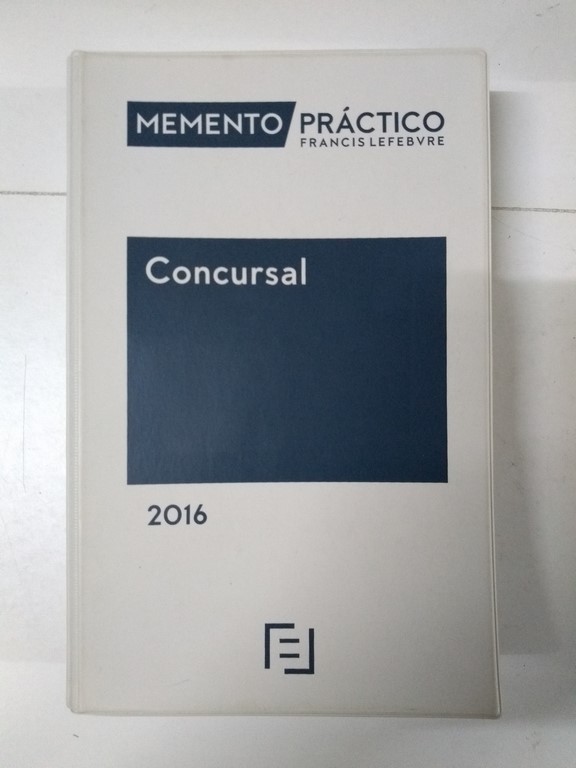 MEMENTO PRÁCTICO
FRANCIS LEFEBVRE
Concursal
2016